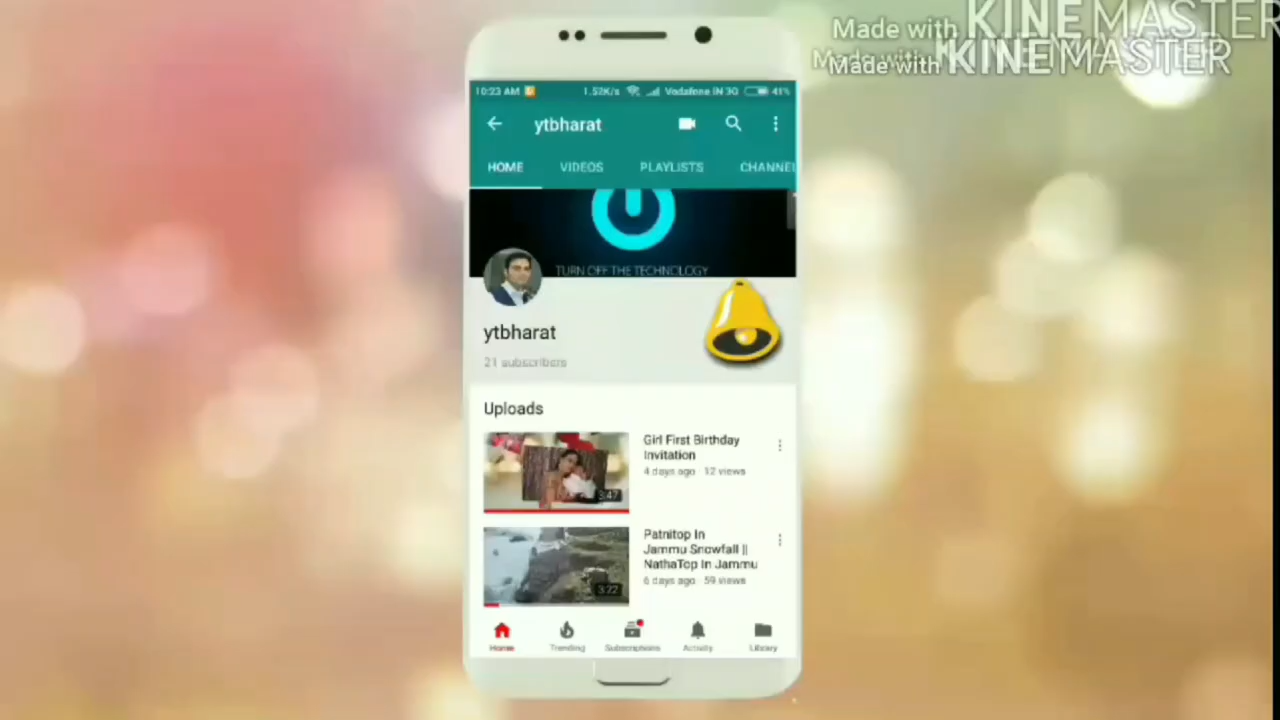 Made with KINEMASTER
Made with KINEMASTER
10:23 AM 1.52K/s Vodafone IN 3G 41%
ytbharat
HOME VIDEOS PLAYLISTS CHANNEL
TURN OFF THE TECHNOLOGY
ytbharat
21 subscribers
Uploads
Girl First Birthday
Invitation
4 days ago · 12 views
3:47
Patnitop In
Jammu Snowfall ||
NathaTop In Jammu
6 days ago · 59 views
3:22
Home Trending Subscriptions Activity Library